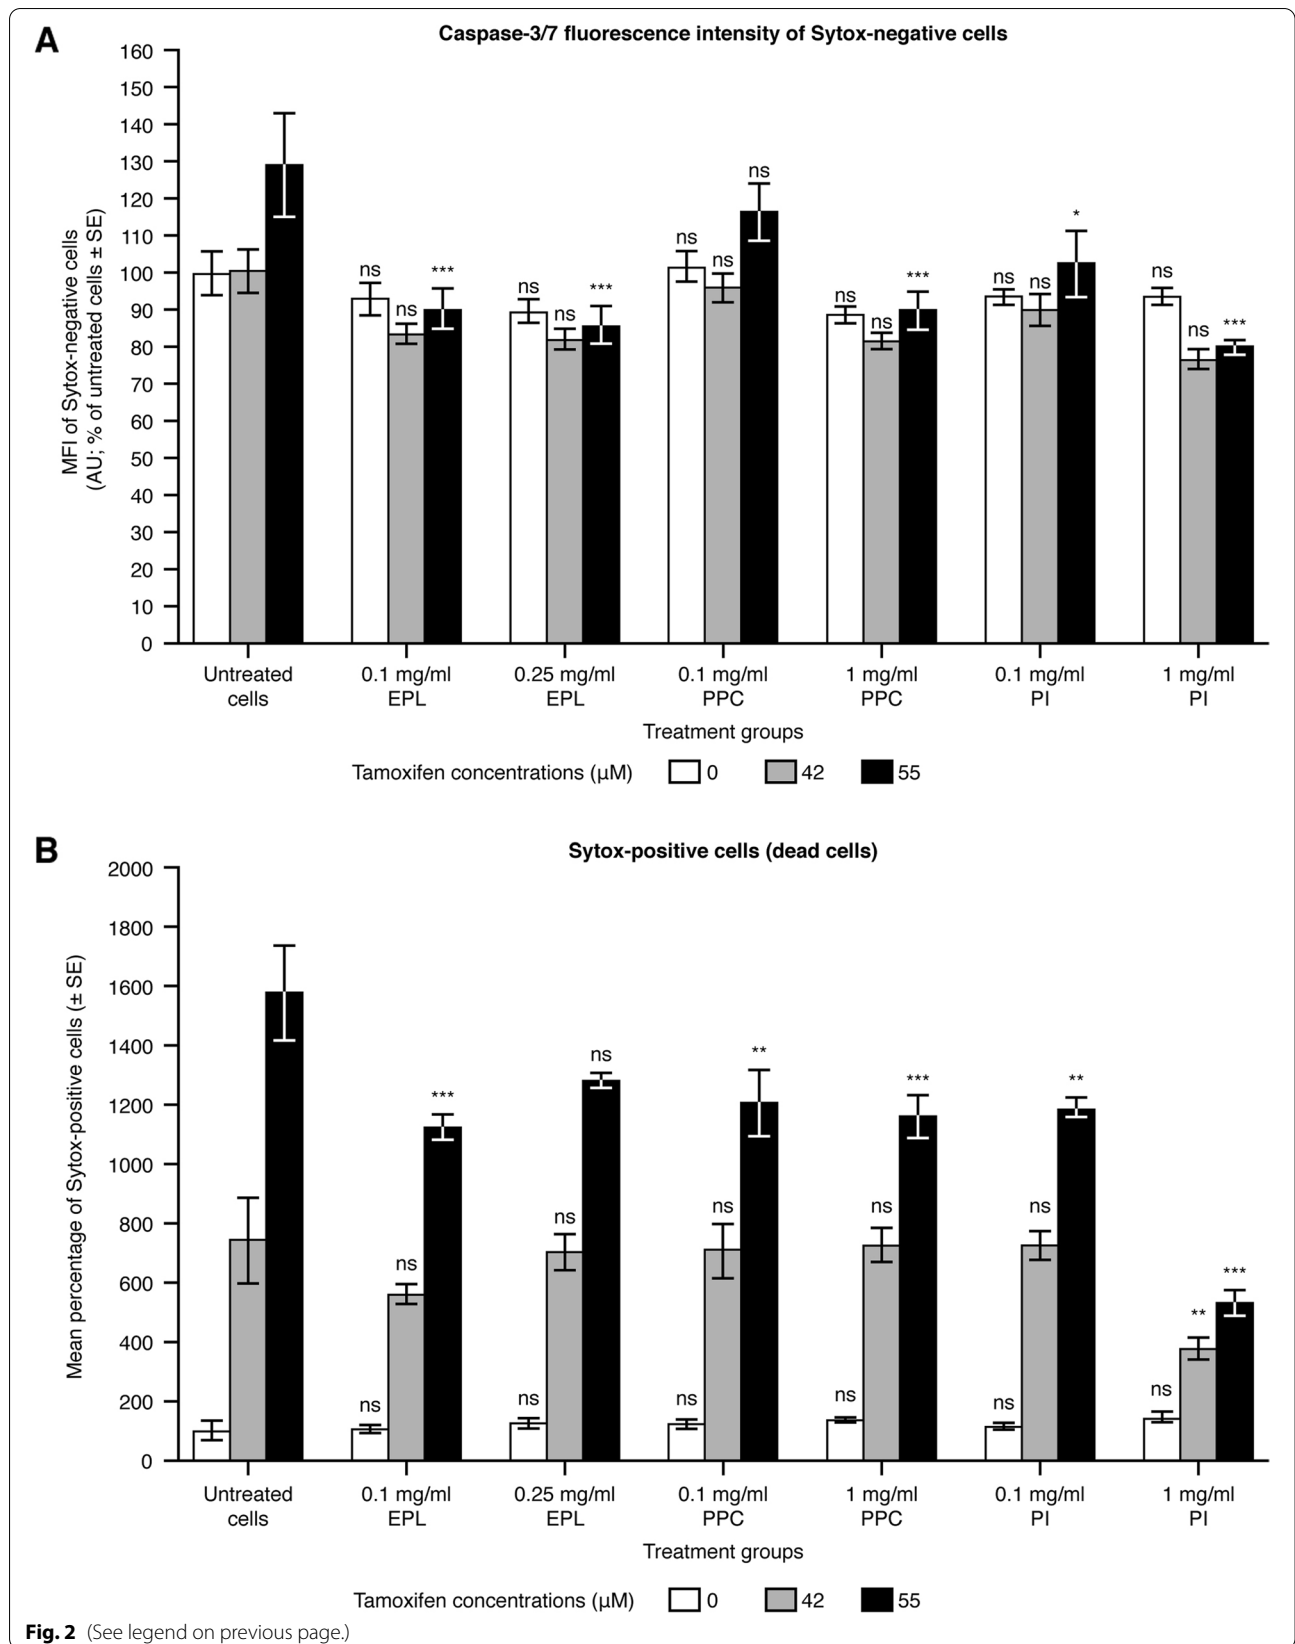 A
Caspase-3/7 fluorescence intensity of Sytox-negative cells
MFI of Sytox-negative cells
(AU; % of untreated cells ± SE)
160
150
140
130
120
110
100
90
80
70
60
50
40
30
20
10
0
ns ns ***
ns ns ***
ns ns ns
ns ns ***
ns ns *
ns ns ***
Untreated 0.1 mg/ml 0.25 mg/ml 0.1 mg/ml 1 mg/ml 0.1 mg/ml 1 mg/ml
cells EPL EPL PPC PPC PI PI
Treatment groups
Tamoxifen concentrations (µM) 0 42 55
B
Sytox-positive cells (dead cells)
Mean percentage of Sytox-positive cells (± SE)
2000
1800
1600
1400
1200
1000
800
600
400
200
0
ns ns ***
ns ns ns
ns ns **
ns ns ***
ns ns **
ns ** ***
Untreated 0.1 mg/ml 0.25 mg/ml 0.1 mg/ml 1 mg/ml 0.1 mg/ml 1 mg/ml
cells EPL EPL PPC PPC PI PI
Treatment groups
Tamoxifen concentrations (µM) 0 42 55
Fig. 2 (See legend on previous page.)